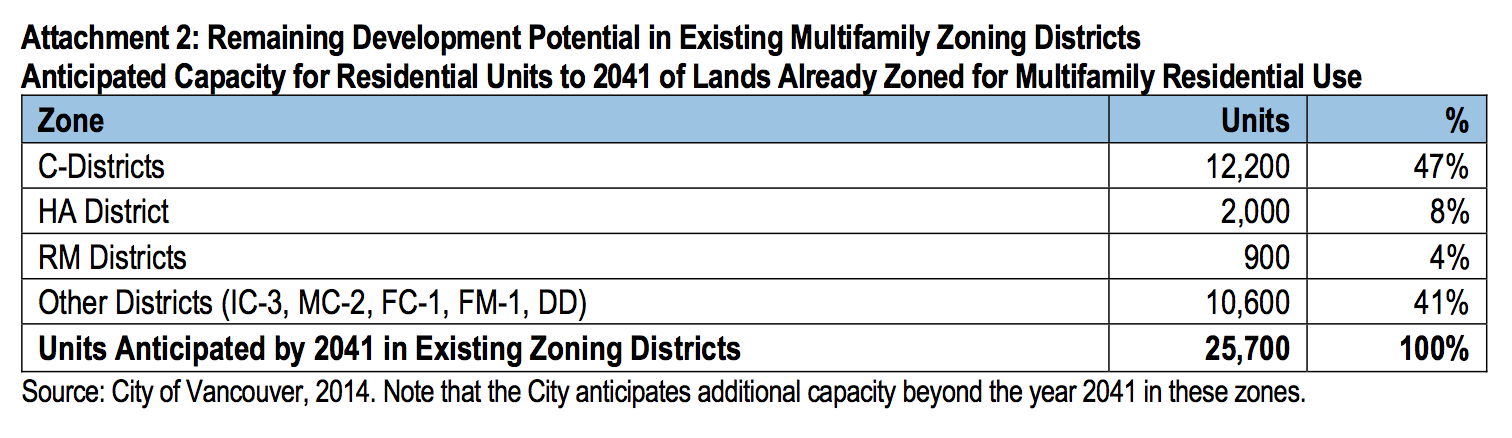 Attachment 2: Remaining Development Potential in Existing Multifamily Zoning Districts
Anticipated Capacity for Residential Units to 2041 of Lands Already Zoned for Multifamily Residential Use
Zone Units %
C-Districts 12,200 47%
HA District 2,000 8%
RM Districts 900 4%
Other Districts (IC-3, MC-2, FC-1, FM-1, DD) 10,600 41%
Units Anticipated by 2041 in Existing Zoning Districts 25,700 100%
Source: City of Vancouver, 2014. Note that the City anticipates additional capacity beyond the year 2041 in these zones.